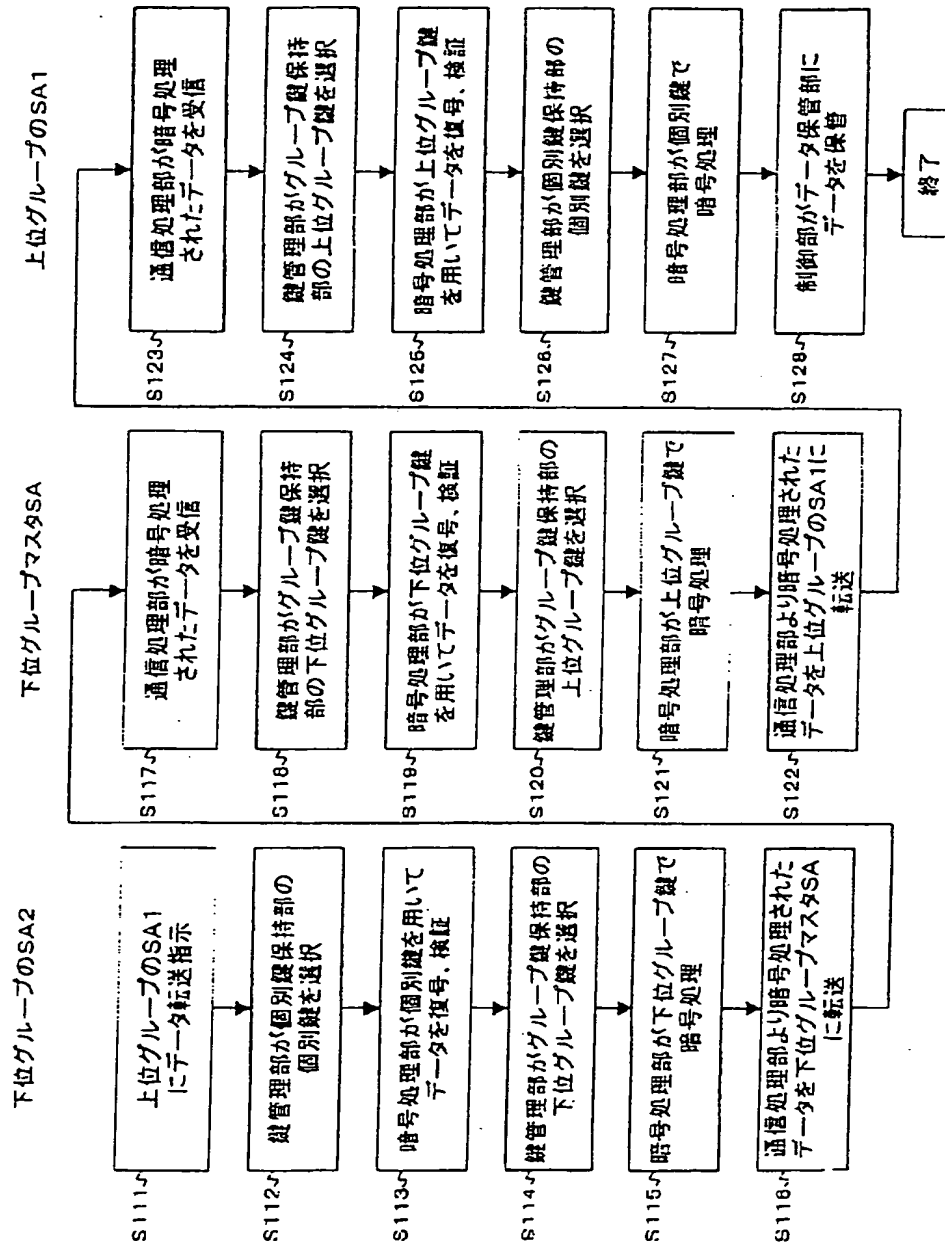 下位グループのSA2
S111
上位グループのSA1
にデータ転送指示
S112
鍵管理部が個別鍵保持部の
個別鍵を選択
S113
暗号処理部が個別鍵を用いて
データを復号、検証
S114
鍵管理部がグループ鍵保持部の
下位グループ鍵を選択
S115
暗号処理部が下位グループ鍵で
暗号処理
S116
通信処理部より暗号処理された
データを下位グループマスタSA
に転送
下位グループマスタSA
S117
通信処理部が暗号処理
されたデータを受信
S118
鍵管理部がグループ鍵保持
部の下位グループ鍵を選択
S119
暗号処理部が下位グループ鍵
を用いてデータを復号、検証
S120
鍵管理部がグループ鍵保持部の
上位グループ鍵を選択
S121
暗号処理部が上位グループ鍵で
暗号処理
S122
通信処理部より暗号処理された
データを上位グループのSA1に
転送
上位グループのSA1
S123
通信処理部が暗号処理
されたデータを受信
S124
鍵管理部がグループ鍵保持
部の上位グループ鍵を選択
S125
暗号処理部が上位グループ鍵
を用いてデータを復号、検証
S126
鍵管理部が個別鍵保持部の
個別鍵を選択
S127
暗号処理部が個別鍵で
暗号処理
S128
制御部がデータ保管部に
データを保管
終了